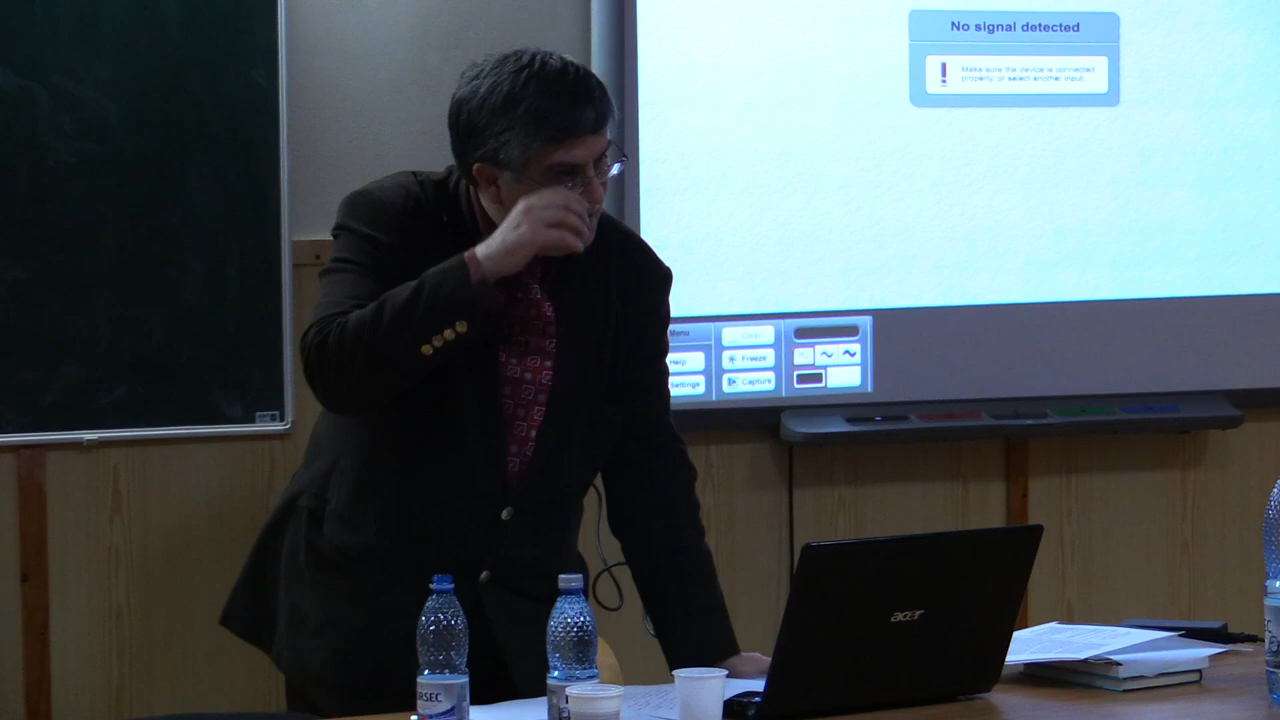 No signal detected
Make sure the device is connected
properly, or select another input.
Menu
Clear
Help
Freeze
Settings
Capture
acer
RSEC